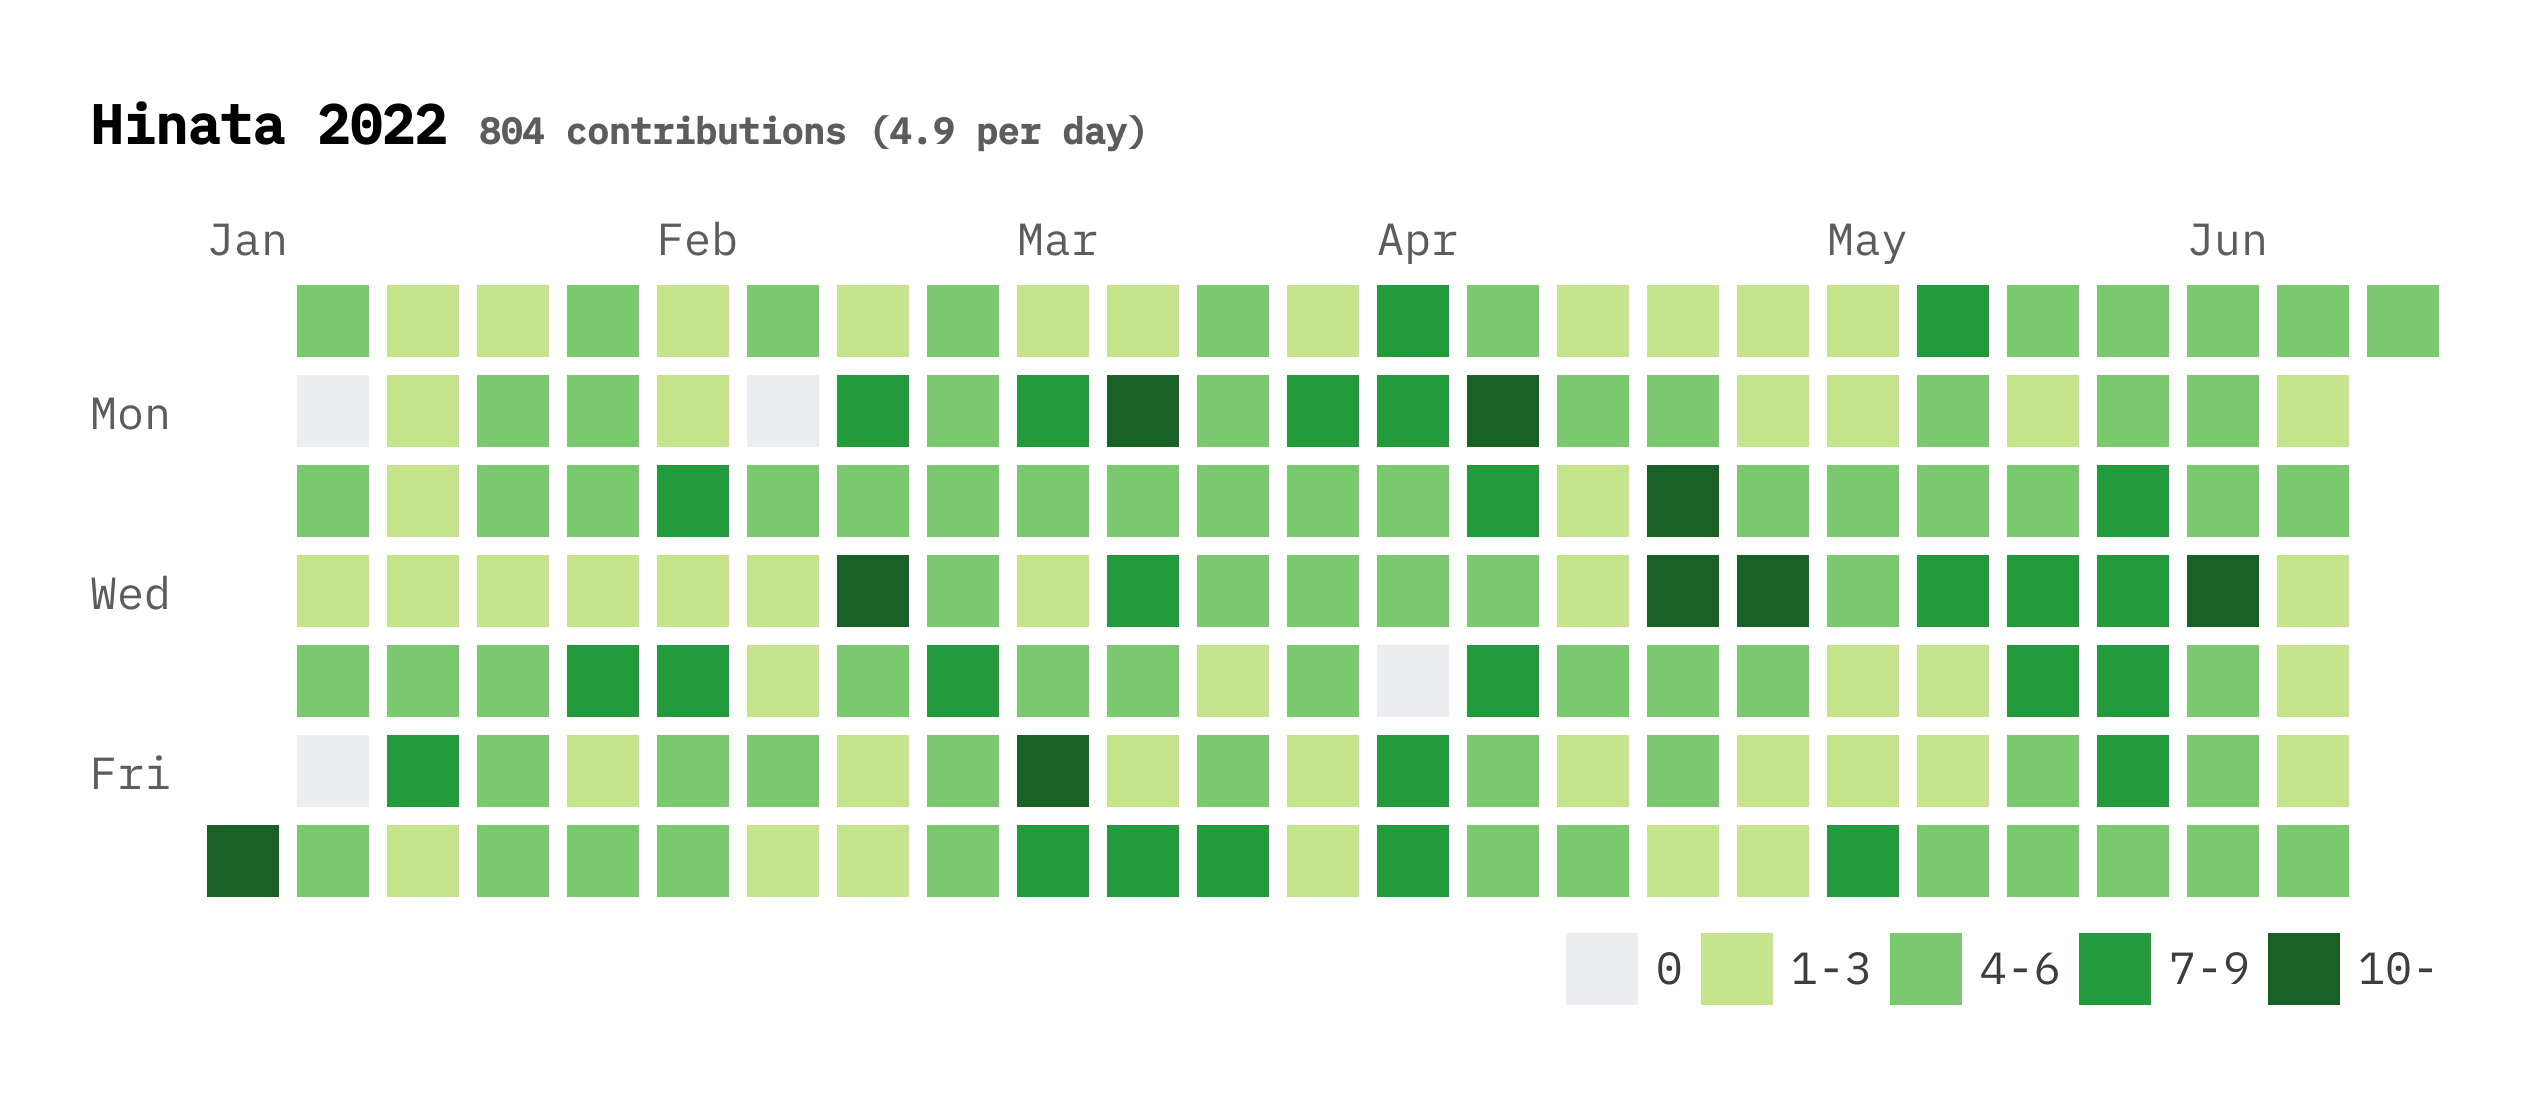 Hinata 2022 804 contributions (4.9 per day)
Jan Feb Mar Apr May Jun
Mon
Wed
Fri
0 1-3 4-6 7-9 10-